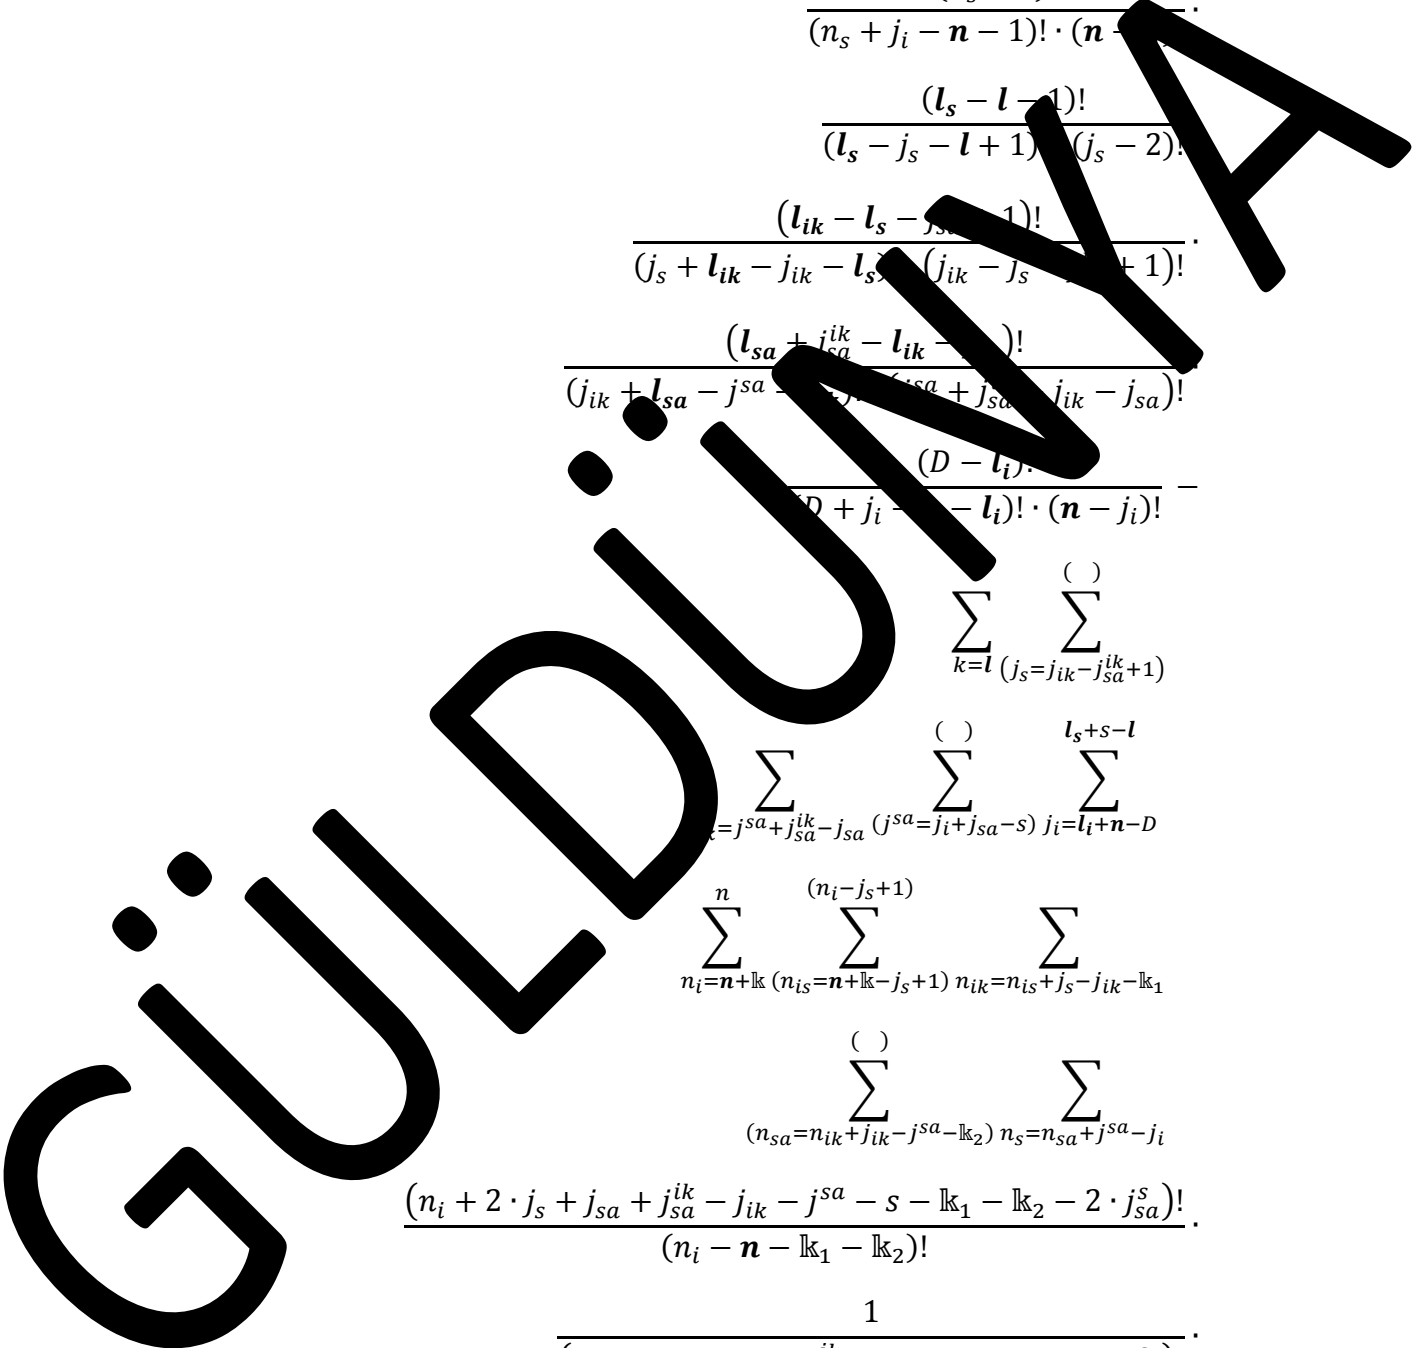 (n_s + j_i − n − 1)! · (n
(l_s − l − 1)!
(l_s − j_s − l + 1) (j_s − 2)!
(l_ik − l_s − 1)! ·
(j_s + l_ik − j_ik − l_s) (j_ik − j_s + 1)!
(l_sa + j_sa^ik − l_ik − )!
(j_ik + l_sa − j^sa − j^sa + j_sa j_ik − j_sa)!
(D − l_i)!
D + j_i − l_i)! · (n − j_i)! −
( )
∑ ∑
k=l (j_s=j_ik−j_sa^ik+1)
( ) l_s+s−l
∑ ∑ ∑
=j^sa+j_sa^ik−j_sa (j^sa=j_i+j_sa−s) j_i=l_i+n−D
n (n_i−j_s+1)
∑ ∑ ∑
n_i=n+𝕜 (n_is=n+𝕜−j_s+1) n_ik=n_is+j_s−j_ik−𝕜_1
( )
∑ ∑
(n_sa=n_ik+j_ik−j^sa−𝕜_2) n_s=n_sa+j^sa−j_i
(n_i + 2 · j_s + j_sa + j_sa^ik − j_ik − j^sa − s − 𝕜_1 − 𝕜_2 − 2 · j_sa^s)! ·
(n_i − n − 𝕜_1 − 𝕜_2)!
1 ·
GÜLDÜNYA